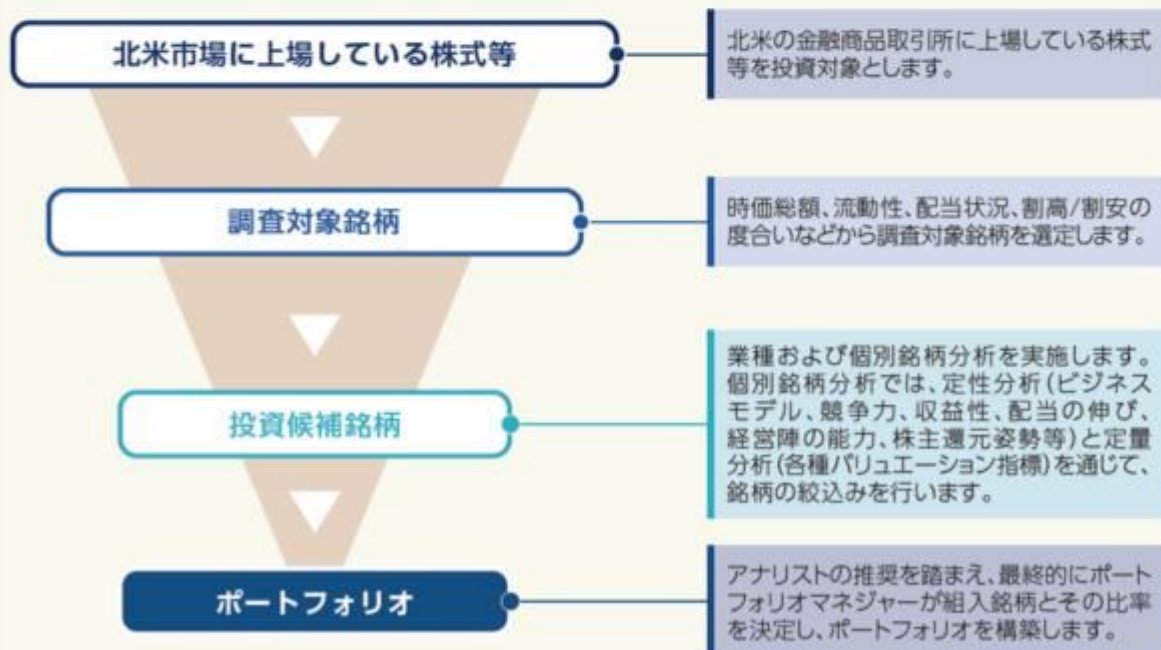 北米市場に上場している株式等
北米の金融商品取引所に上場している株式
等を投資対象とします。
調査対象銘柄
時価総額、流動性、配当状況、割高/割安の
度合いなどから調査対象銘柄を選定します。
投資候補銘柄
業種および個別銘柄分析を実施します。
個別銘柄分析では、定性分析(ビジネス
モデル、競争力、収益性、配当の伸び、
経営陣の能力、株主還元姿勢等)と定量
分析(各種バリュエーション指標)を通じて、
銘柄の絞込みを行います。
ポートフォリオ
アナリストの推奨を踏まえ、最終的にポート
フォリオマネジャーが組入銘柄とその比率
を決定し、ポートフォリオを構築します。